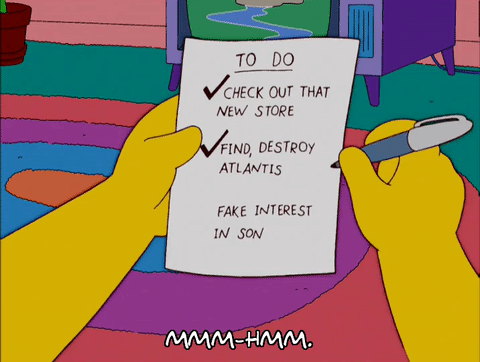 TO DO
CHECK OUT THAT
NEW STORE
FIND, DESTROY
ATLANTIS
FAKE INTEREST
IN SON
MMM-HMM.